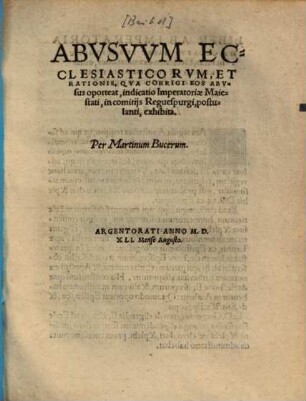 ABVSVVM EC-
CLESIASTICORVM, ET
RATIONIS, QVA CORRIGI EOS ABV-
sus oporteat, indicatio Imperatoriæ Maie-
stati, in comitijs Regenspurgi, postu-
lanti, exhibita.
Per Martinum Bucerum.
ARGENTORATI ANNO M. D.
XLI. Mense Augusto.